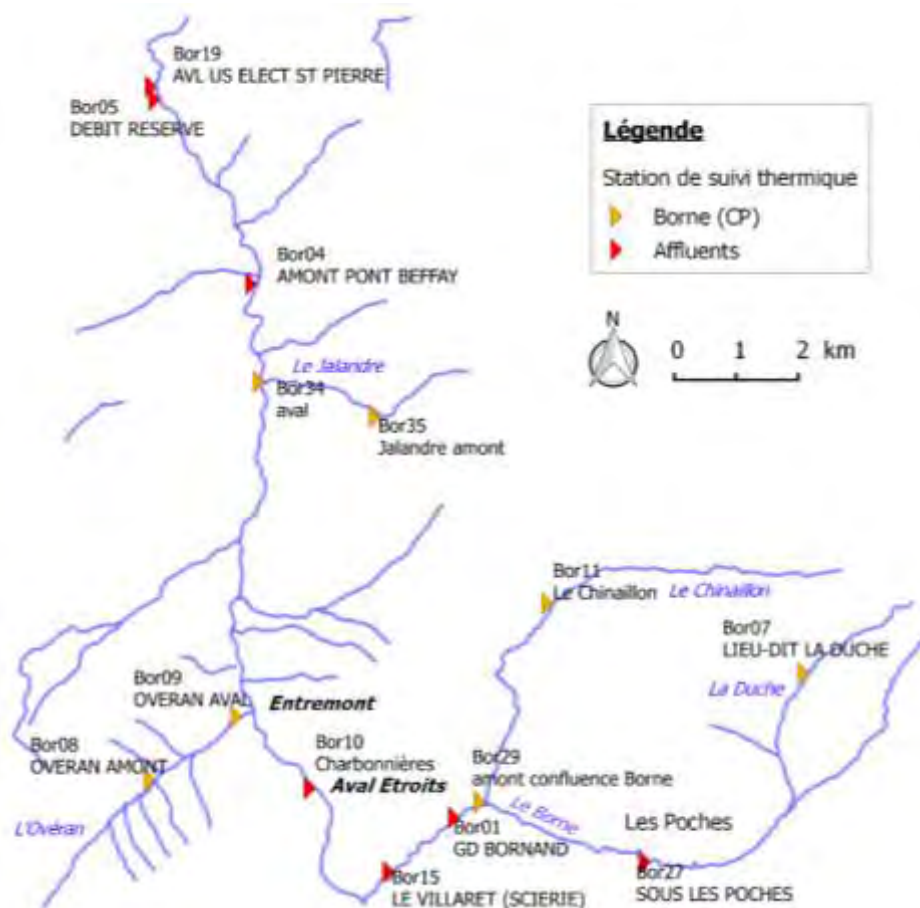 Bor19
AVL US ELECT ST PIERRE
Bor05
DEBIT RESERVE
Légende
Station de suivi thermique
Borne (CP)
Affluents
Bor04
AMONT PONT BEFFAY
N
0 1 2 km
Le Jalandre
Bor34
aval
Bor35
Jalandre amont
Bor11
Le Chinaillon
Le Chinaillon
Bor07
LIEU-DIT LA DUCHE
La Duche
Bor09
OVERAN AVAL
Entremont
Bor08
OVERAN AMONT
Bor10
Charbonnières
Aval Etroits
Bor29
amont confluence Borne
L'Ovéran
Le Borne
Les Poches
Bor01
GD BORNAND
Bor27
SOUS LES POCHES
Bor15
LE VILLARET (SCIERIE)